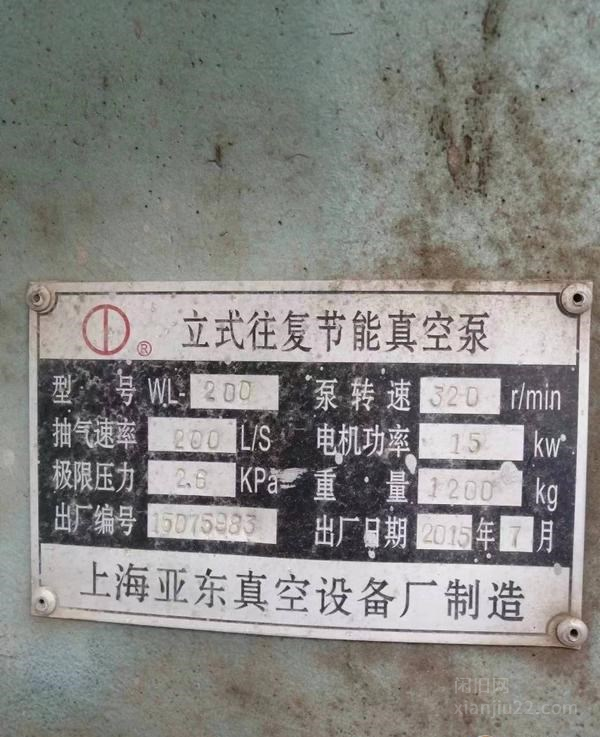 ® 立式往复节能真空泵
型 号 WL-200 泵转速 320 r/min
抽气速率 200 L/S 电机功率 15 kw
极限压力 2.6 KPa 重 量 1200 kg
出厂编号 15075983 出厂日期 2015年7月
上海亚东真空设备厂制造
闲旧网
xianjiu22.com